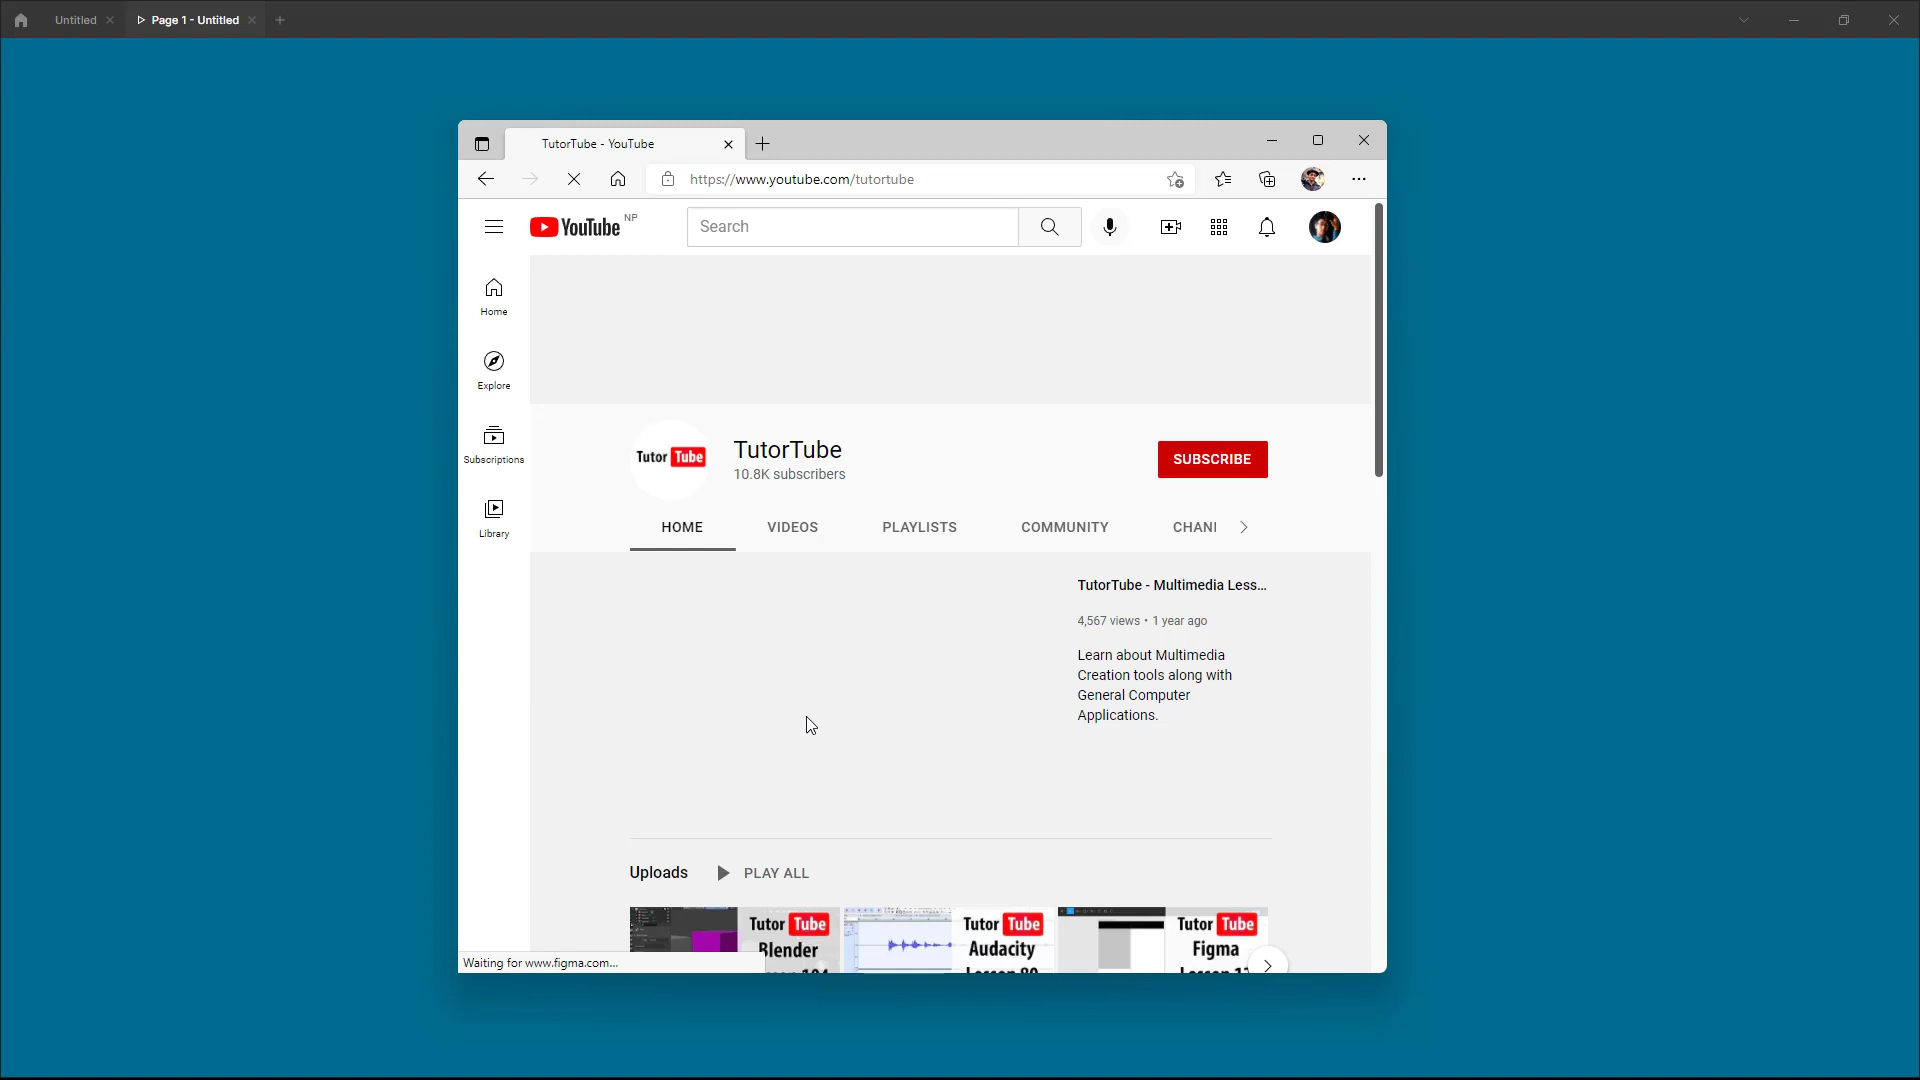 Untitled
Page 1 - Untitled
TutorTube - YouTube
https://www.youtube.com/tutortube
YouTube NP
Search
Home
Explore
Subscriptions
Library
Tutor Tube
TutorTube
10.8K subscribers
SUBSCRIBE
HOME VIDEOS PLAYLISTS COMMUNITY CHANI
TutorTube - Multimedia Less...
4,567 views • 1 year ago
Learn about Multimedia
Creation tools along with
General Computer
Applications.
Uploads PLAY ALL
Tutor Tube
Blender
Tutor Tube
Audacity
Lesson 80
Tutor Tube
Figma
Waiting for www.figma.com...